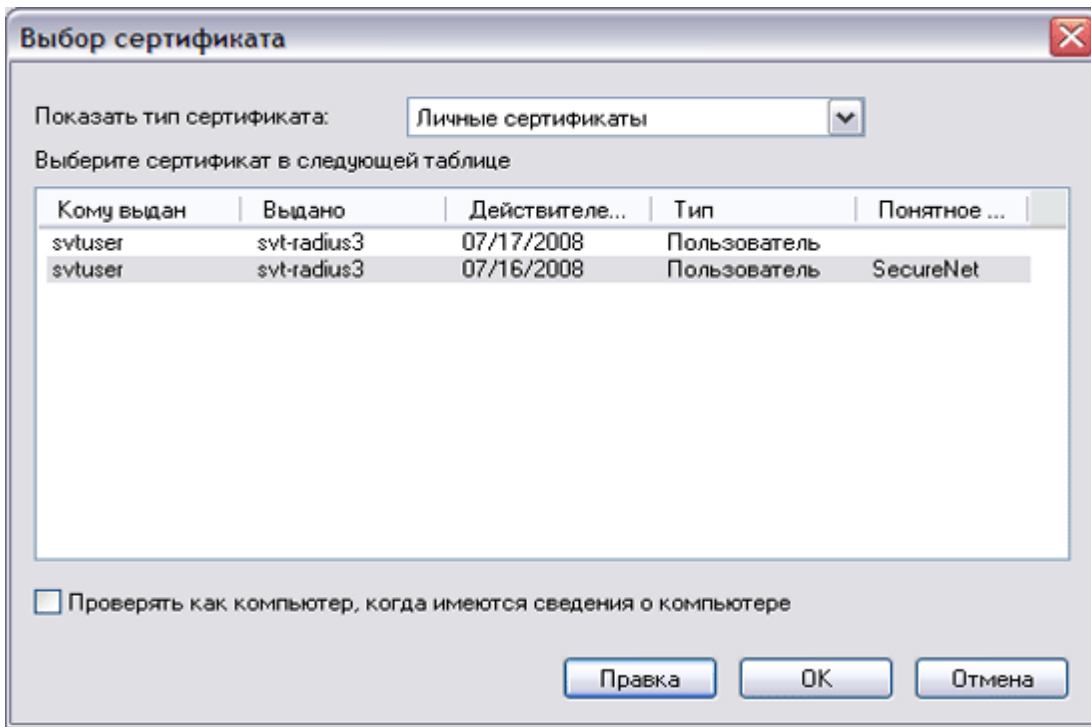 Выбор сертификата
Показать тип сертификата: Личные сертификаты
Выберите сертификат в следующей таблице
Кому выдан Выдано Действителе... Тип Понятное ...
svtuser svt-radius3 07/17/2008 Пользователь
svtuser svt-radius3 07/16/2008 Пользователь SecureNet
Проверять как компьютер, когда имеются сведения о компьютере
Правка OK Отмена